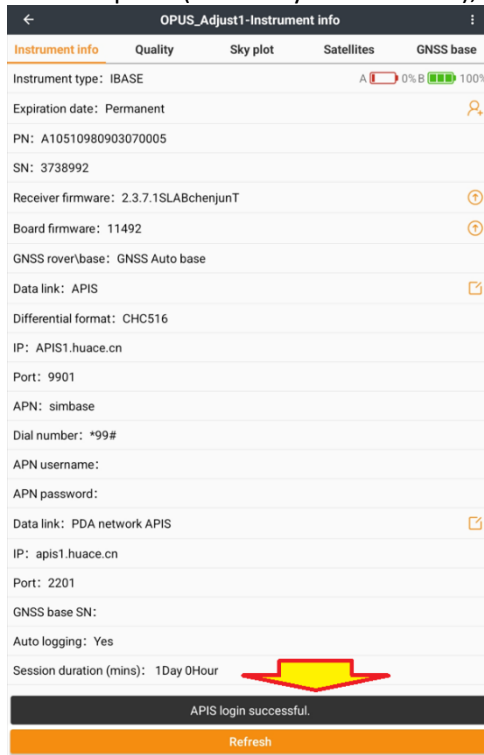 OPUS_Adjust1-Instrument info
Instrument info Quality Sky plot Satellites GNSS base
Instrument type: IBASE A 0% B 100%
Expiration date: Permanent
PN: A10510980903070005
SN: 3738992
Receiver firmware: 2.3.7.1SLABchenjunT
Board firmware: 11492
GNSS rover\base: GNSS Auto base
Data link: APIS
Differential format: CHC516
IP: APIS1.huace.cn
Port: 9901
APN: simbase
Dial number: *99#
APN username:
APN password:
Data link: PDA network APIS
IP: apis1.huace.cn
Port: 2201
GNSS base SN:
Auto logging: Yes
Session duration (mins): 1Day 0Hour
APIS login successful.
Refresh